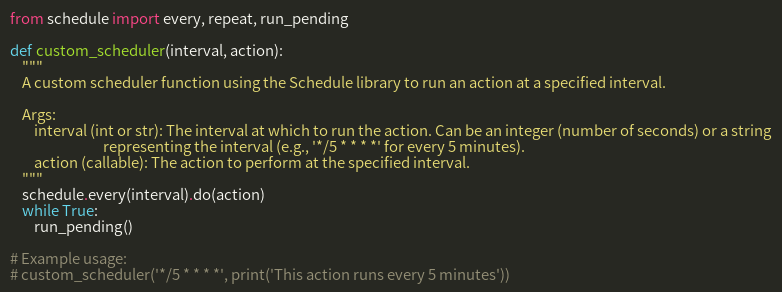 from schedule import every, repeat, run_pending
def custom_scheduler(interval, action):
"""
A custom scheduler function using the Schedule library to run an action at a specified interval.
Args:
interval (int or str): The interval at which to run the action. Can be an integer (number of seconds) or a string
representing the interval (e.g., '*/5 * * * *' for every 5 minutes).
action (callable): The action to perform at the specified interval.
"""
schedule.every(interval).do(action)
while True:
run_pending()
# Example usage:
# custom_scheduler('*/5 * * * *', print('This action runs every 5 minutes'))